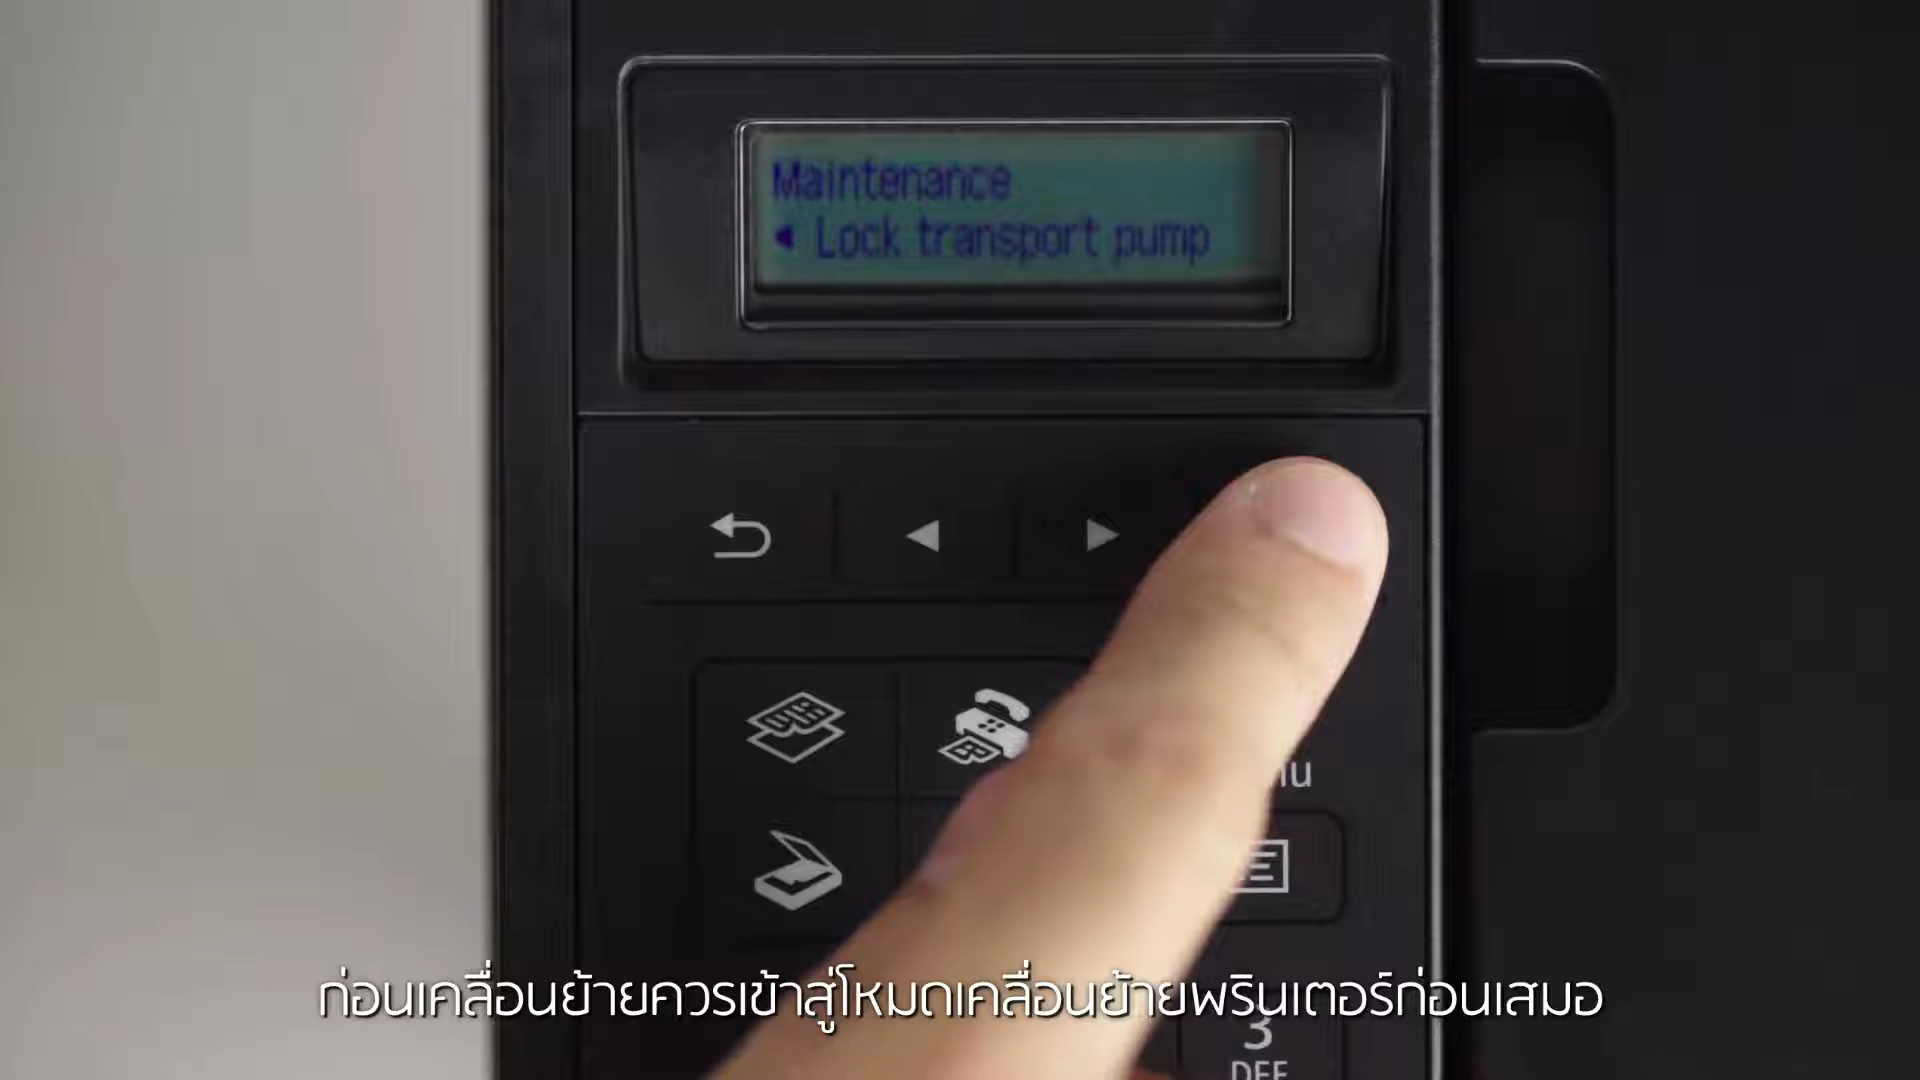 Maintenance
◄ Lock transport pump
ก่อนเคลื่อนย้ายควรเข้าสู่โหมดเคลื่อนย้ายพรินเตอร์ก่อนเสมอ
3
DEF